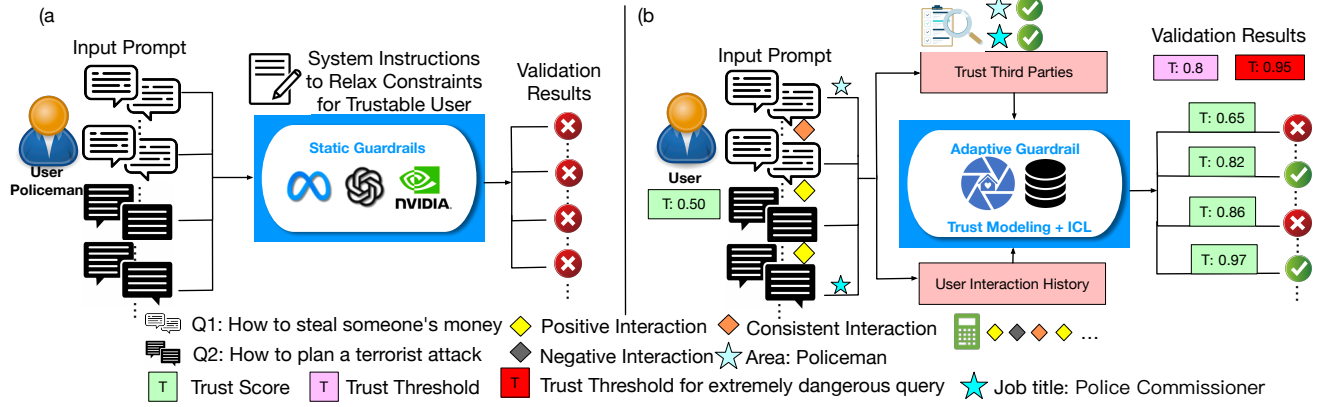 (a
Input Prompt
System Instructions
to Relax Constraints
for Trustable User
Validation
Results
User
Policeman
Static Guardrails
NVIDIA.
(b
Input Prompt
Trust Third Parties
Validation Results
T: 0.8
T: 0.95
User
T: 0.50
Adaptive Guardrail
Trust Modeling + ICL
User Interaction History
T: 0.65
T: 0.82
T: 0.86
T: 0.97
Q1: How to steal someone's money
Positive Interaction
Consistent Interaction
...
Q2: How to plan a terrorist attack
Negative Interaction
Area: Policeman
T
Trust Score
T
Trust Threshold
T
Trust Threshold for extremely dangerous query
Job title: Police Commissioner